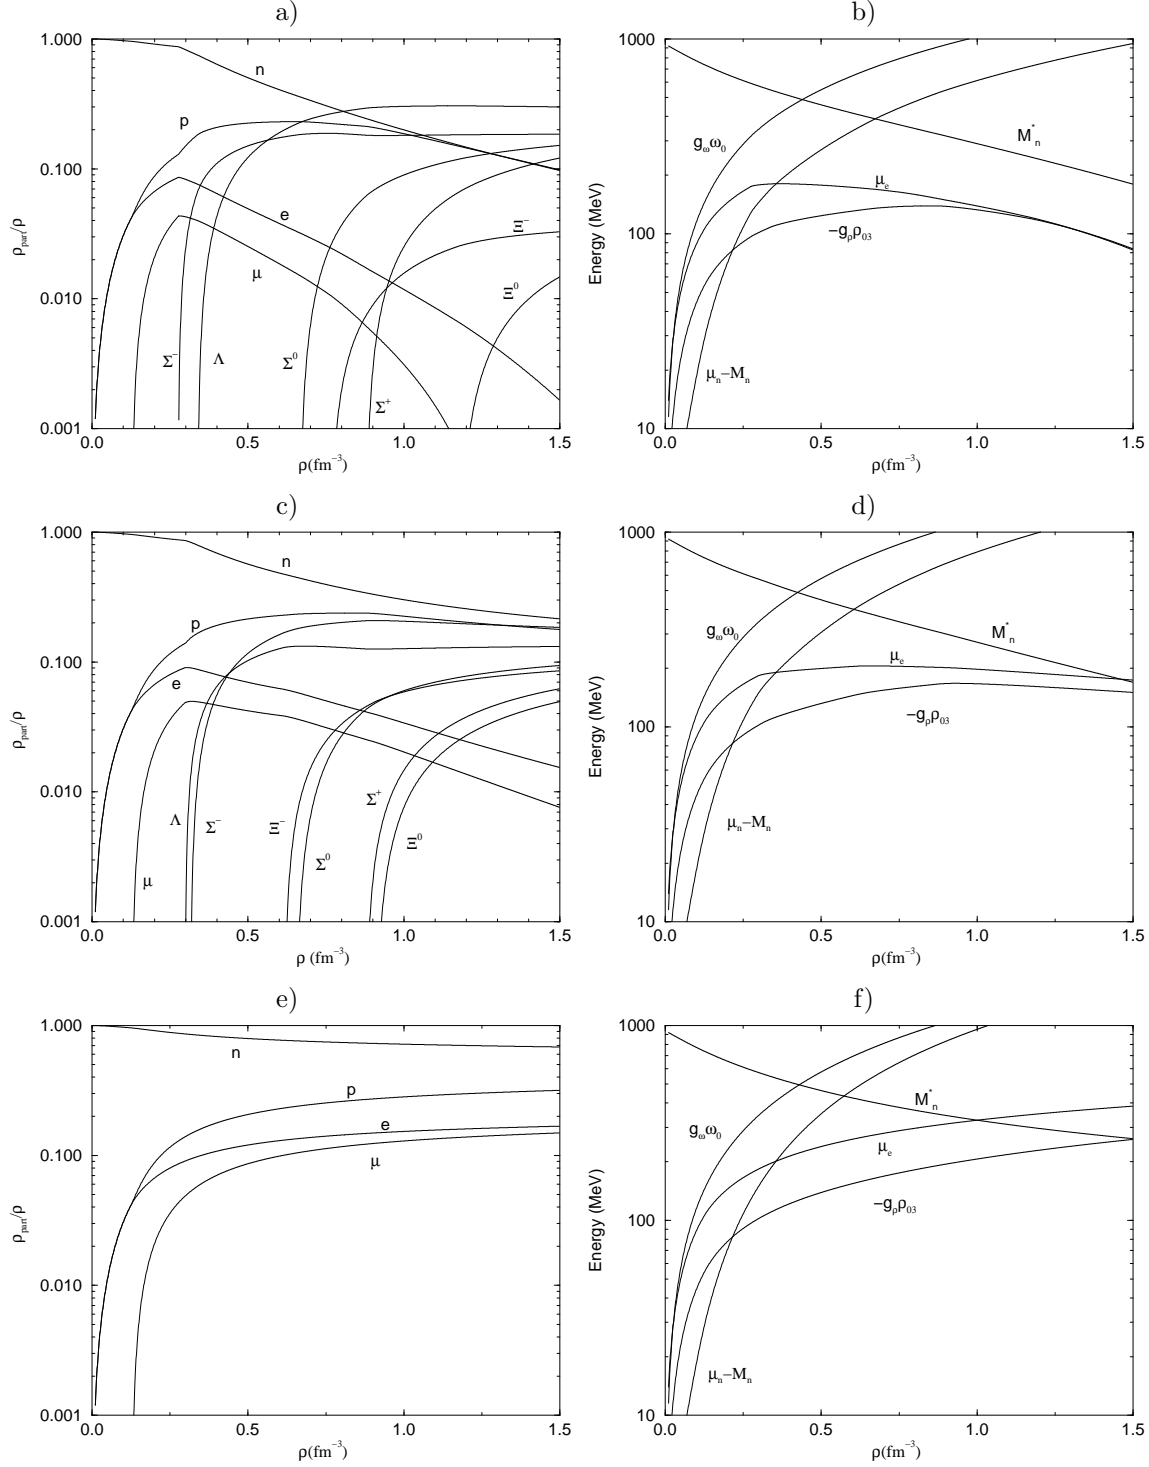 a)
1.000
0.100
0.010
0.001
ρpart/ρ
0.0
0.5
1.0
1.5
ρ(fm⁻³)
n
p
e
μ
Σ⁻
Λ
Σ⁰
Σ⁺
Ξ⁻
Ξ⁰
b)
1000
100
10
Energy (MeV)
0.0
0.5
1.0
1.5
ρ(fm⁻³)
gωω0
M*n
μe
−gρρ03
μn−Mn
c)
1.000
0.100
0.010
0.001
ρpart/ρ
0.0
0.5
1.0
1.5
ρ (fm⁻³)
n
p
e
μ
Λ
Σ⁻
Ξ⁻
Σ⁰
Σ⁺
Ξ⁰
d)
1000
100
10
Energy (MeV)
0.0
0.5
1.0
1.5
ρ(fm⁻³)
gωω0
M*n
μe
−gρρ03
μn−Mn
e)
1.000
0.100
0.010
0.001
ρpart/ρ
0.0
0.5
1.0
1.5
ρ(fm⁻³)
n
p
e
μ
f)
1000
100
10
Energy (MeV)
0.0
0.5
1.0
1.5
ρ(fm⁻³)
gωω0
M*n
μe
−gρρ03
μn−Mn